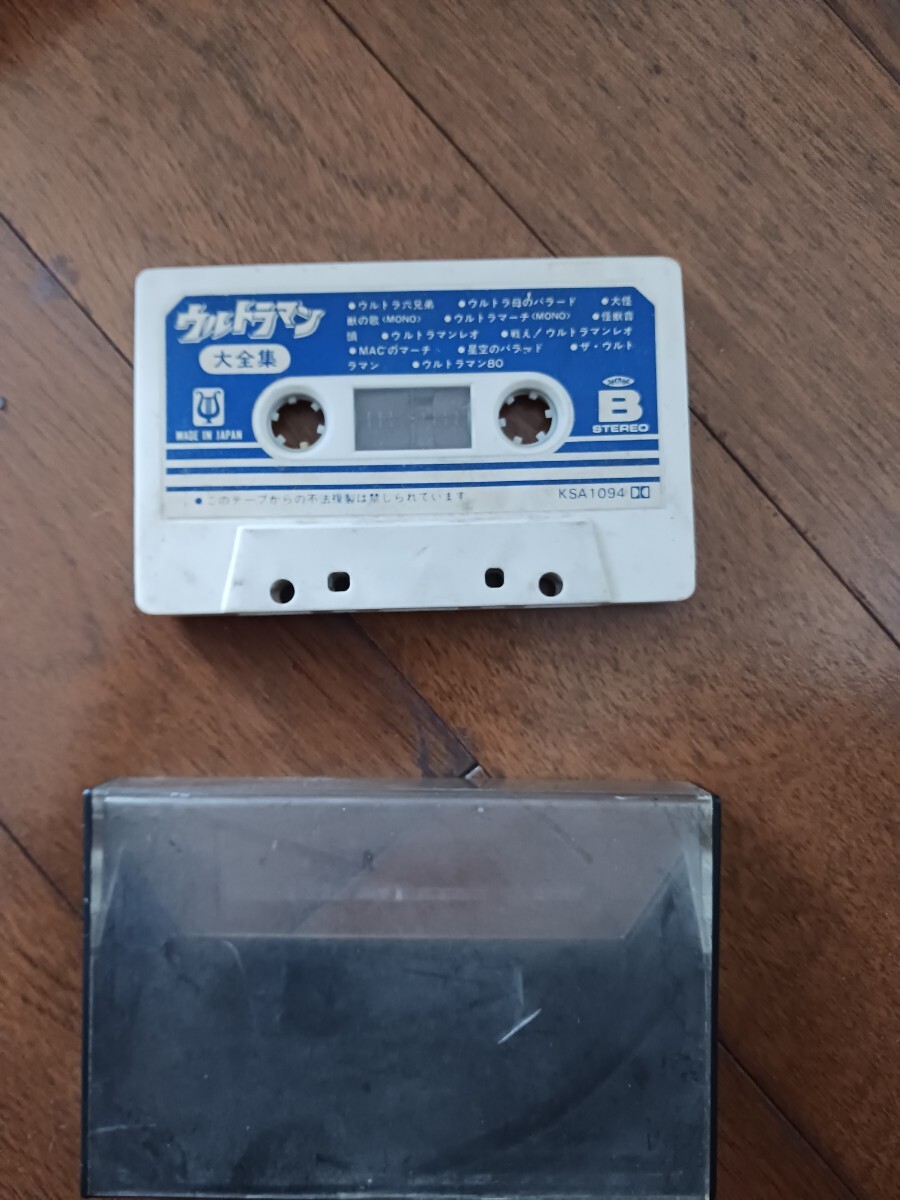 ウルトラマン
大全集
●ウルトラ六兄弟 ●ウルトラ母のバラード ●大怪
獣の歌〈MONO〉 ●ウルトラマーチ〈MONO〉 ●怪獣音
頭 ●ウルトラマンレオ ●戦え!ウルトラマンレオ
●MACのマーチ ●星空のバラード ●ザ・ウルト
ラマン ●ウルトラマン80
MADE IN JAPAN
B
STEREO
●このテープからの不法複製は禁じられています。
KSA1094